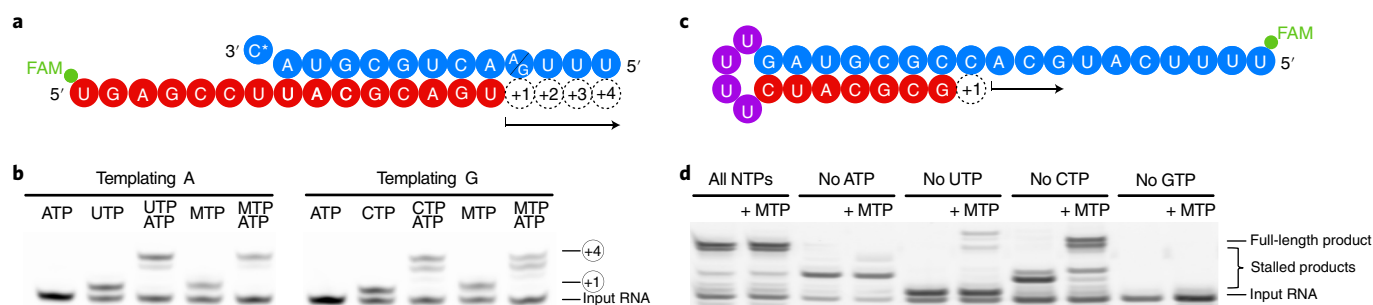 a
3′ C* A U G C G U C A A G U U U 5′
FAM
5′ U G A G C C U U A C G C A G U +1 +2 +3 +4
b
Templating A
ATP UTP UTP ATP MTP MTP ATP
Templating G
ATP CTP CTP ATP MTP MTP ATP
+4
+1
Input RNA
c
FAM
U G A U G C G C C A C G U A C U U U U 5′
U
U
U C U A C G C G +1
d
All NTPs No ATP No UTP No CTP No GTP
+ MTP + MTP + MTP + MTP + MTP
Full-length product
Stalled products
Input RNA